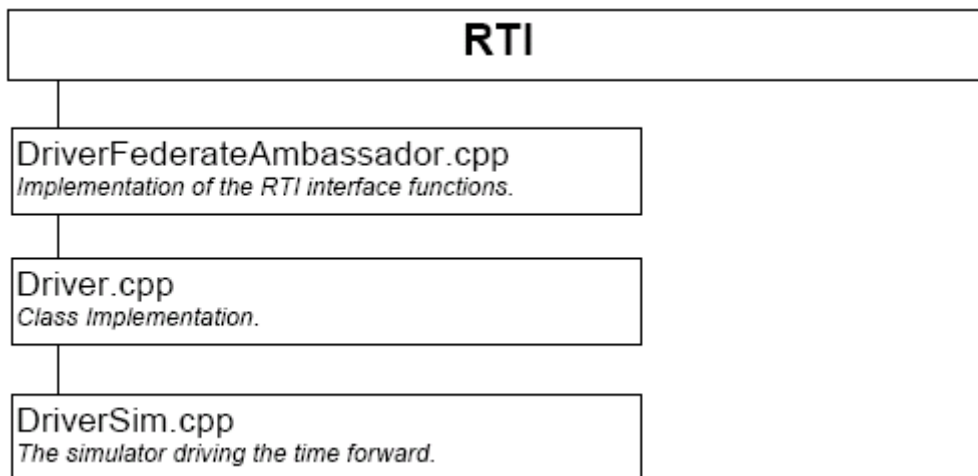 RTI
DriverFederateAmbassador.cpp
Implementation of the RTI interface functions.
Driver.cpp
Class Implementation.
DriverSim.cpp
The simulator driving the time forward.